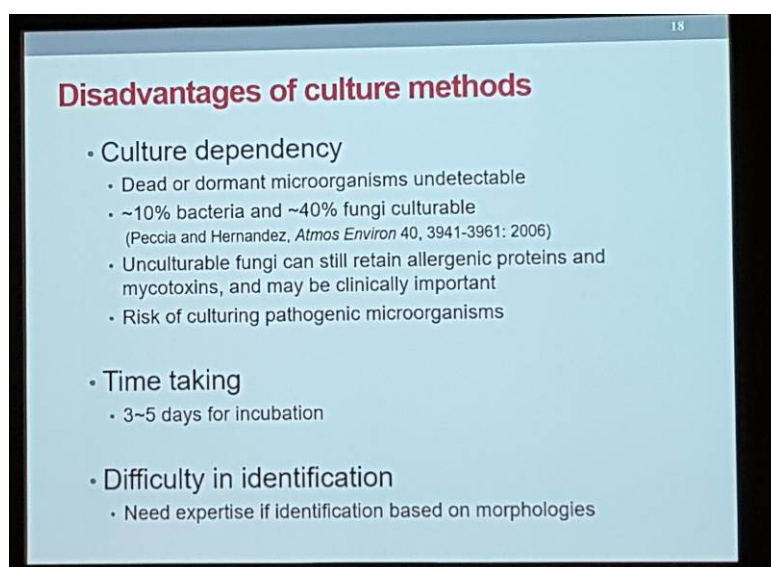 18
Disadvantages of culture methods
• Culture dependency
• Dead or dormant microorganisms undetectable
• ~10% bacteria and ~40% fungi culturable
(Peccia and Hernandez, Atmos Environ 40, 3941-3961: 2006)
• Unculturable fungi can still retain allergenic proteins and
mycotoxins, and may be clinically important
• Risk of culturing pathogenic microorganisms
• Time taking
• 3~5 days for incubation
• Difficulty in identification
• Need expertise if identification based on morphologies